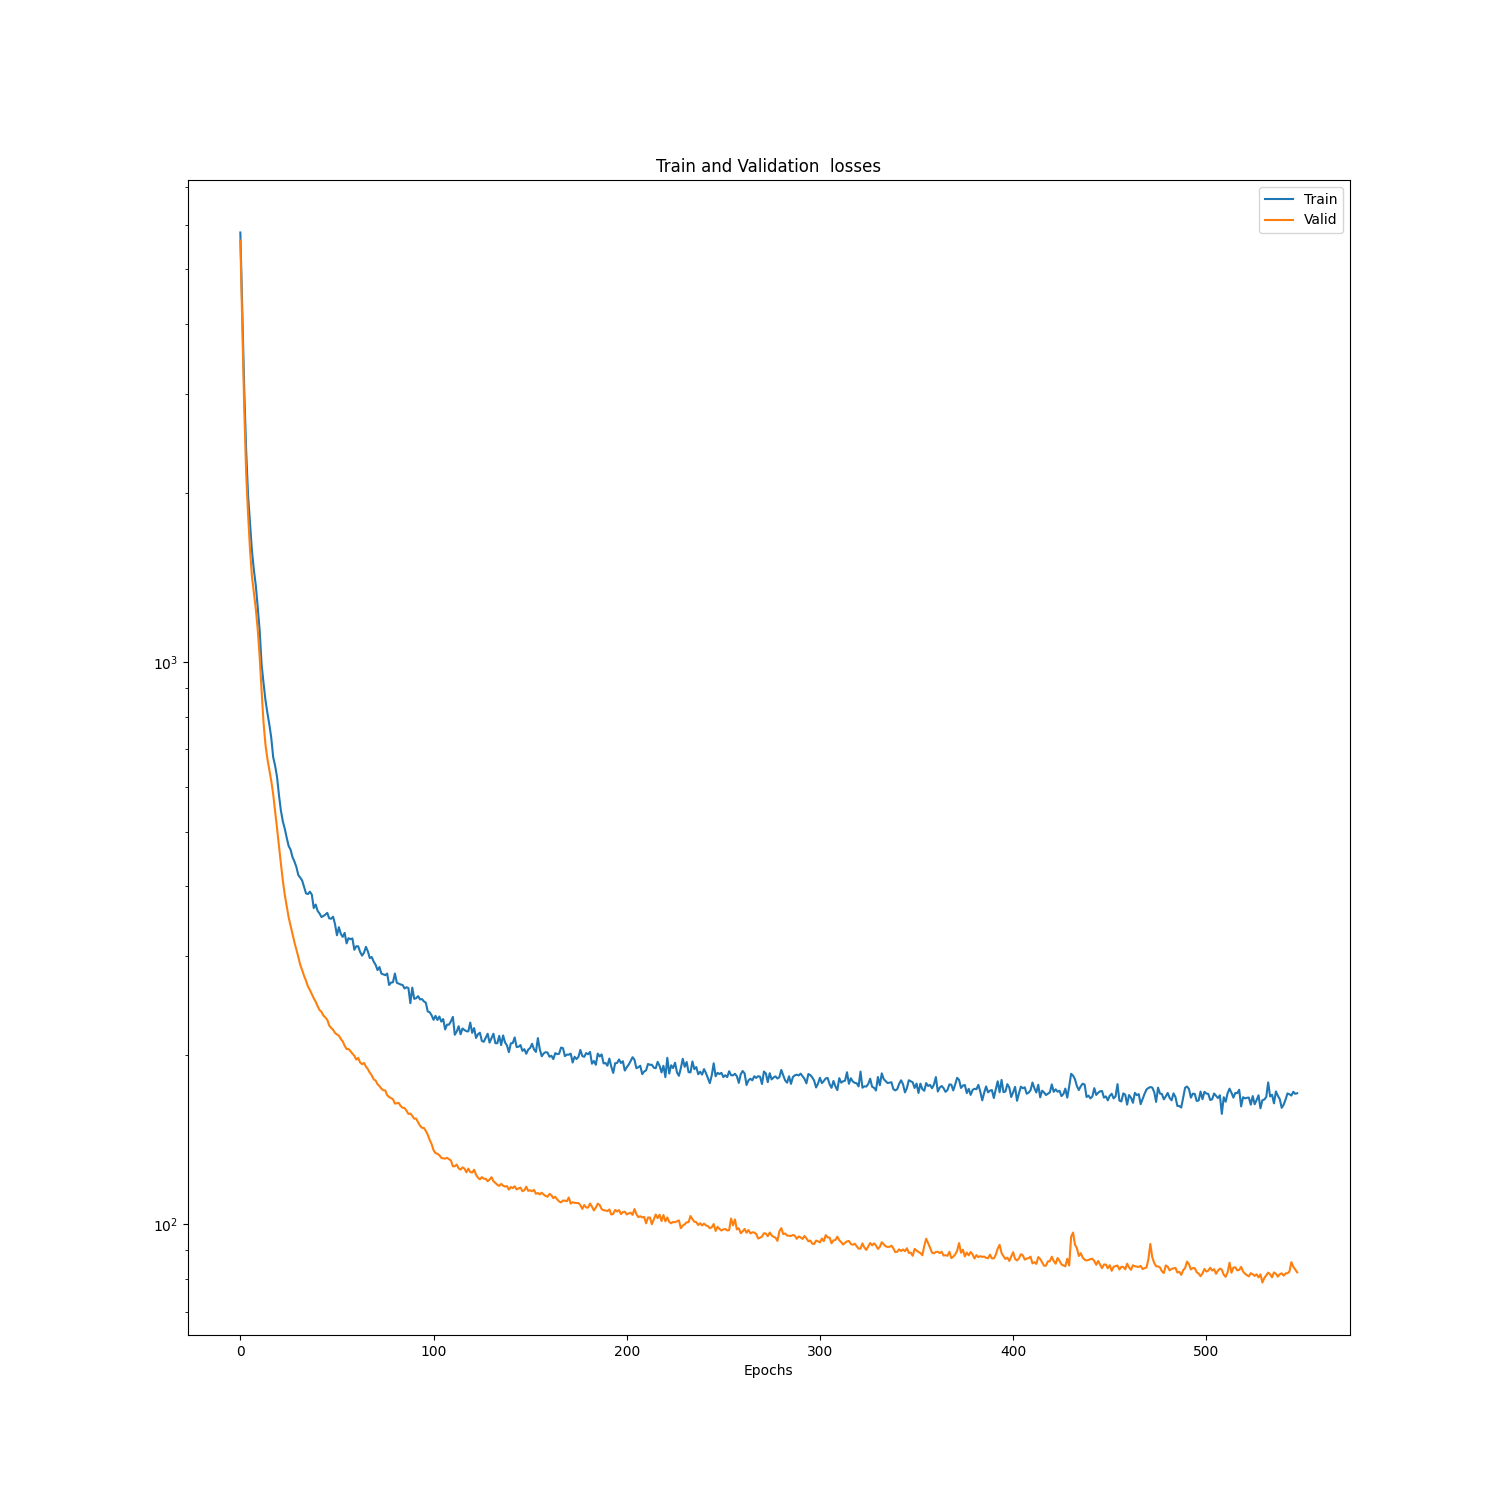 Train and Validation  losses
Train
Valid
10³
10²
0 100 200 300 400 500
Epochs